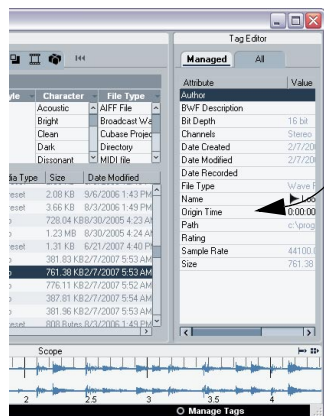 Tag Editor
Managed All
Character File Type
Attribute Value
Acoustic AIFF File
Author
Bright Broadcast Wa
BWF Description
Clean Cubase Projec
Bit Depth 16 bit
Dark Directory
Channels Stereo
Dissonant MIDI file
Date Created 2/7/20
Date Modified 2/7/20
Size Date Modified
Date Recorded
2.08 KB 9/6/2006 1:43 PM
File Type Wave F
3.66 KB 8/3/2006 1:49 PM
Name
728.04 KB 8/30/2005 4:23 A
Origin Time 0:00:00
1.23 MB 8/30/2005 4:24 A
Path c:\prog
1.31 KB 6/21/2007 4:40 P
Rating
381.83 KB 2/7/2007 5:53 AM
Sample Rate 44100.
761.38 KB 2/7/2007 5:53 AM
Size 761.38
776.11 KB 2/7/2007 5:52 AM
387.81 KB 2/7/2007 5:54 AM
381.96 KB 2/7/2007 5:53 AM
808 Bytes 8/3/2006 1:49 PM
Scope
2 2.5 3 3.5 4
Manage Tags